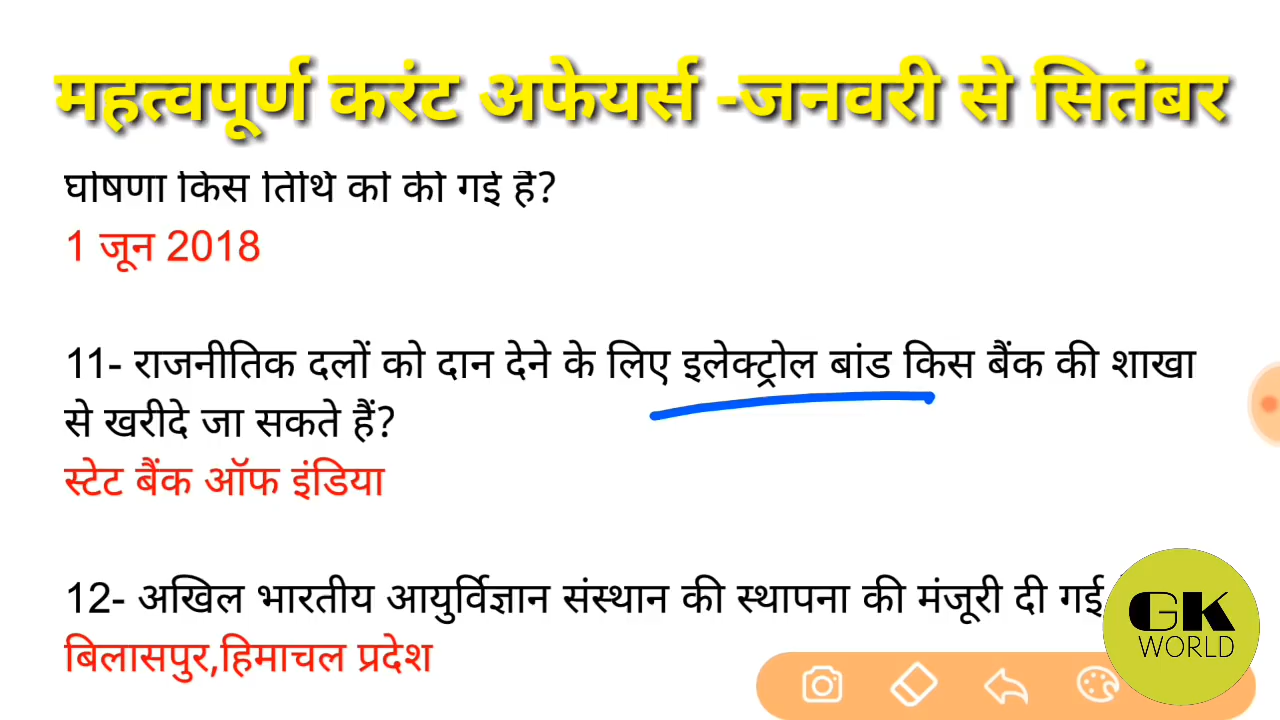 महत्वपूर्ण करंट अफेयर्स -जनवरी से सितंबर
घोषणा किस तिथि को की गई है?
1 जून 2018
11- राजनीतिक दलों को दान देने के लिए इलेक्ट्रोल बांड किस बैंक की शाखा
से खरीदे जा सकते हैं?
स्टेट बैंक ऑफ इंडिया
12- अखिल भारतीय आयुर्विज्ञान संस्थान की स्थापना की मंजूरी दी गई
बिलासपुर,हिमाचल प्रदेश
GK
WORLD